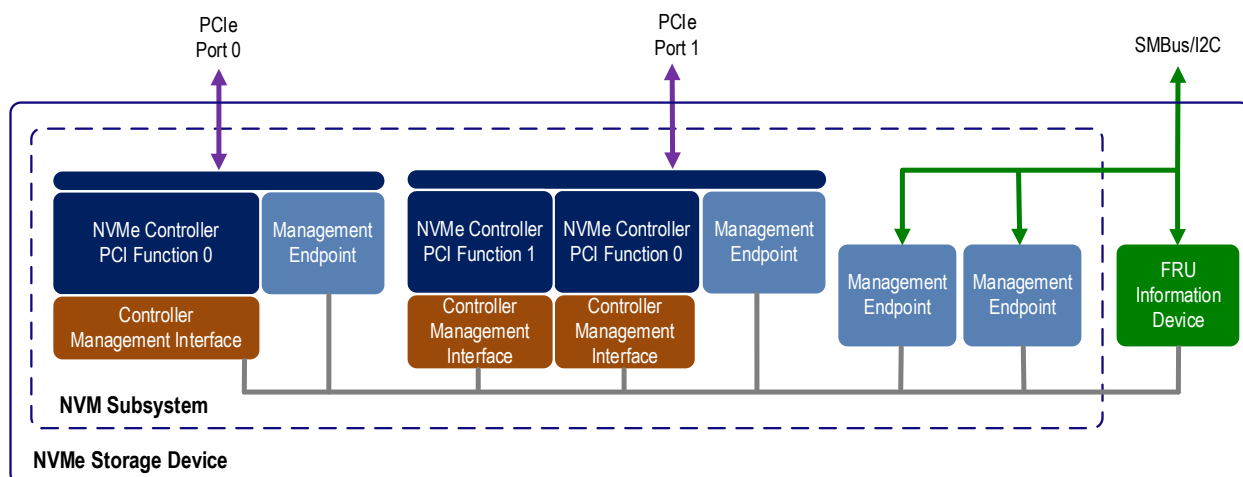 PCIe
Port 0
PCIe
Port 1
SMBus/I2C
NVMe Controller
PCI Function 0
Management
Endpoint
NVMe Controller
PCI Function 1
NVMe Controller
PCI Function 0
Management
Endpoint
Management
Endpoint
Management
Endpoint
FRU
Information
Device
Controller
Management Interface
Controller
Management
Interface
Controller
Management
Interface
NVM Subsystem
NVMe Storage Device